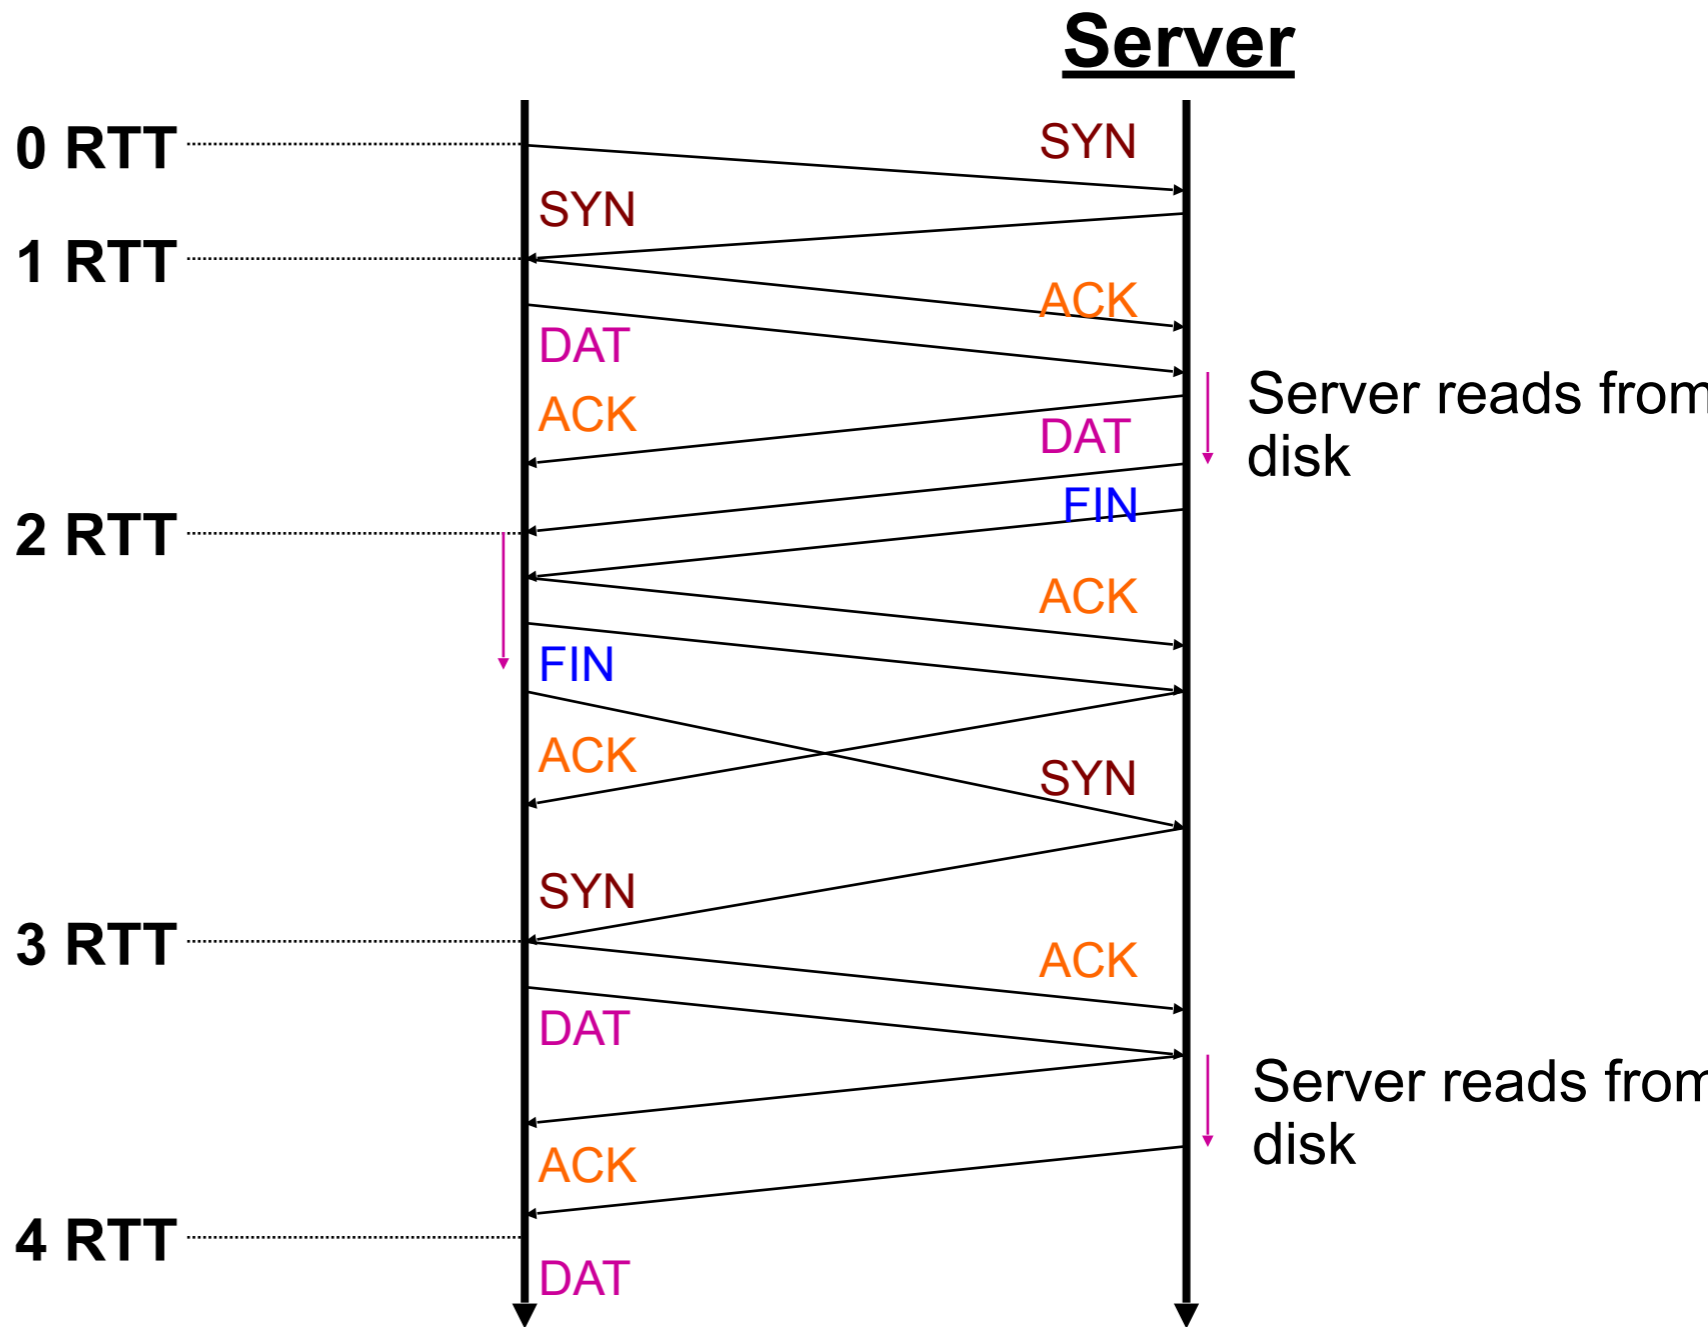 Server
0 RTT
SYN
SYN
1 RTT
ACK
DAT
Server reads from
disk
ACK
DAT
FIN
2 RTT
ACK
FIN
ACK
SYN
SYN
3 RTT
ACK
DAT
Server reads from
disk
ACK
4 RTT
DAT